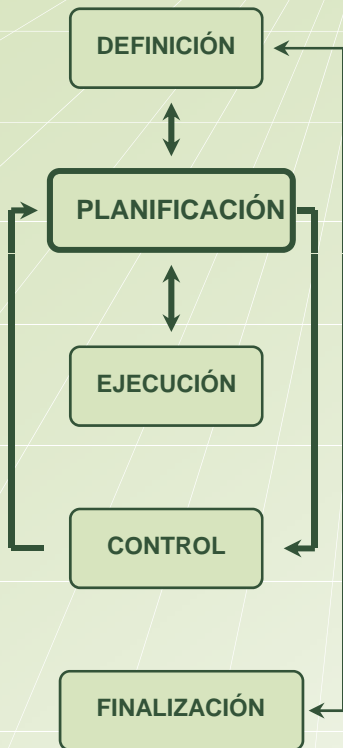 DEFINICIÓN
PLANIFICACIÓN
EJECUCIÓN
CONTROL
FINALIZACIÓN